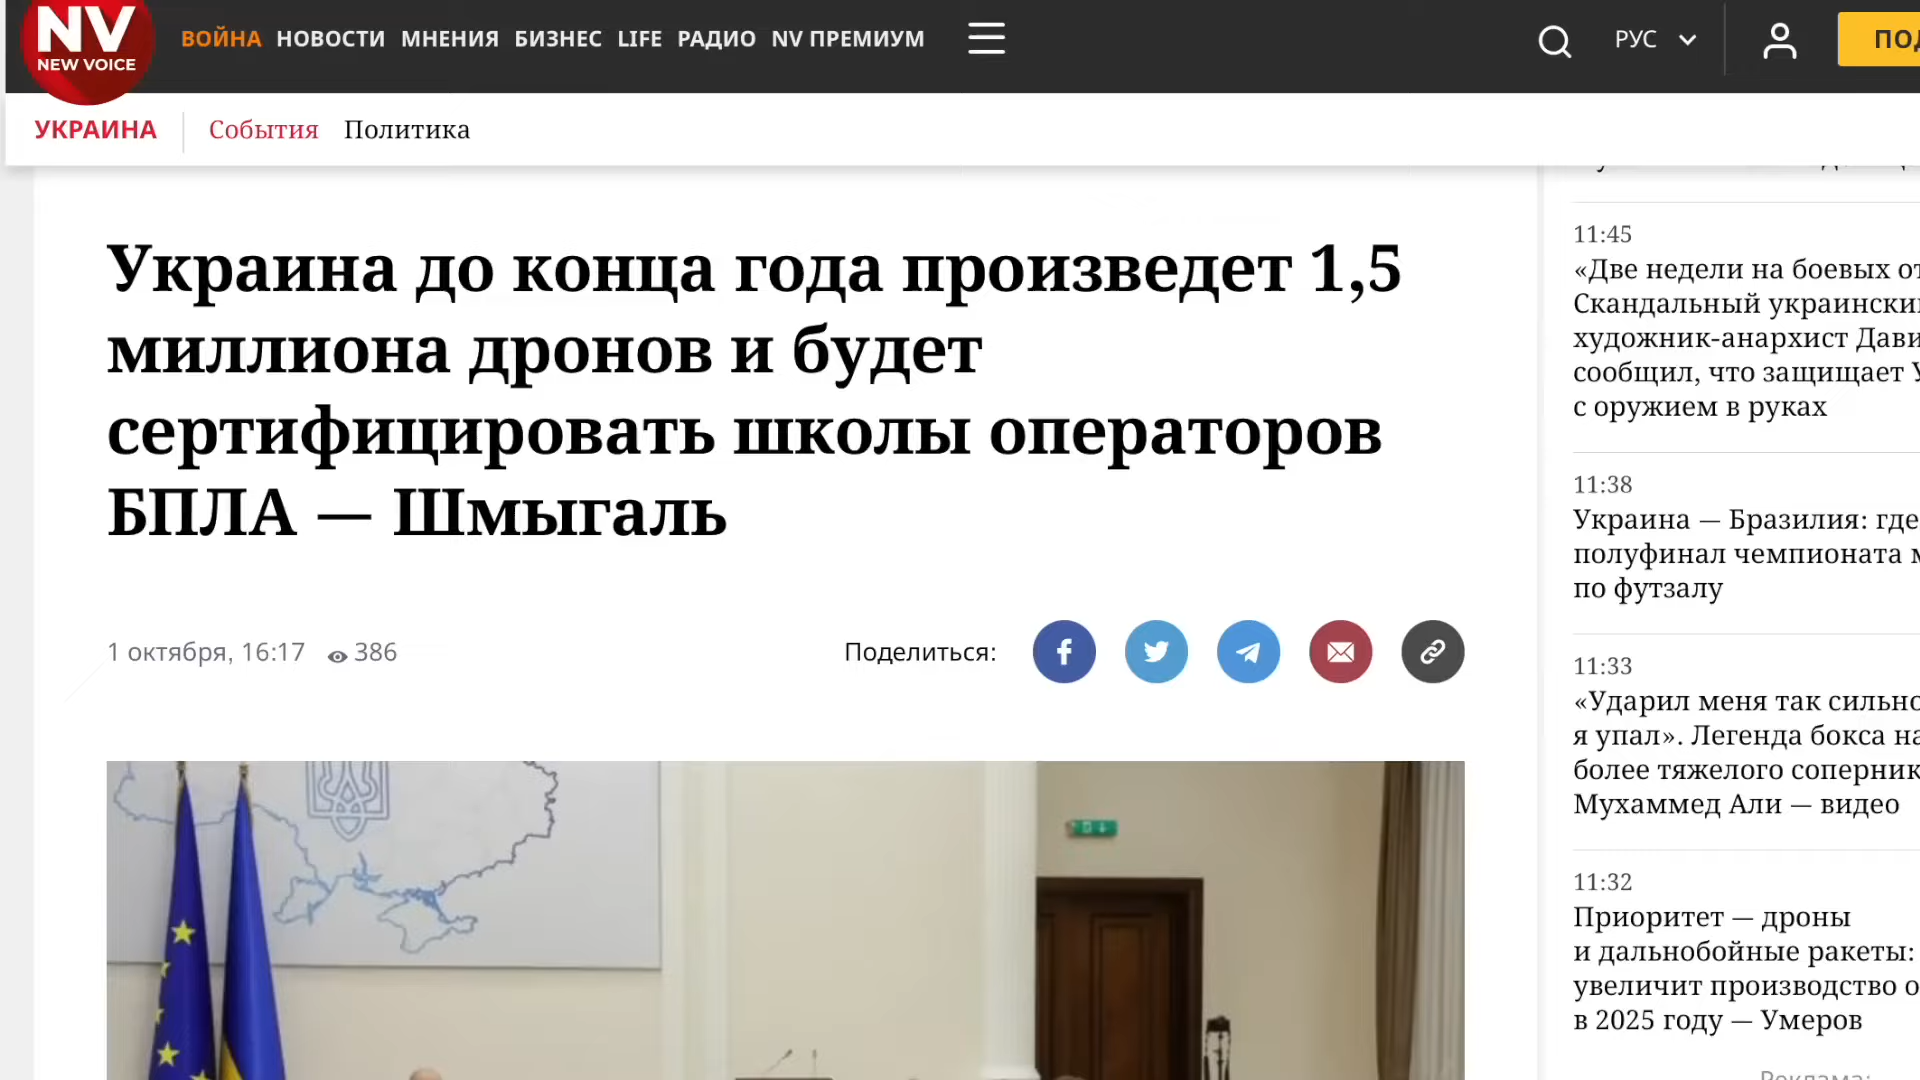 NV
NEW VOICE
ВОЙНА НОВОСТИ МНЕНИЯ БИЗНЕС LIFE РАДИО NV ПРЕМИУМ
РУС
УКРАИНА
События Политика
Украина до конца года произведет 1,5
миллиона дронов и будет
сертифицировать школы операторов
БПЛА — Шмыгаль
1 октября, 16:17 386
Поделиться:
11:45
«Две недели на боевых
Скандальный
художник-анархист
сообщил, что защищает
с оружием в руках
11:38
Украина — Бразилия: где
полуфинал чемпионата
по футзалу
11:33
«Ударил меня так
я упал». Легенда бокса
более тяжелого
Мухаммед Али — видео
11:32
Приоритет — дроны
и дальнобойные ракеты:
увеличит производство
в 2025 году — Умеров